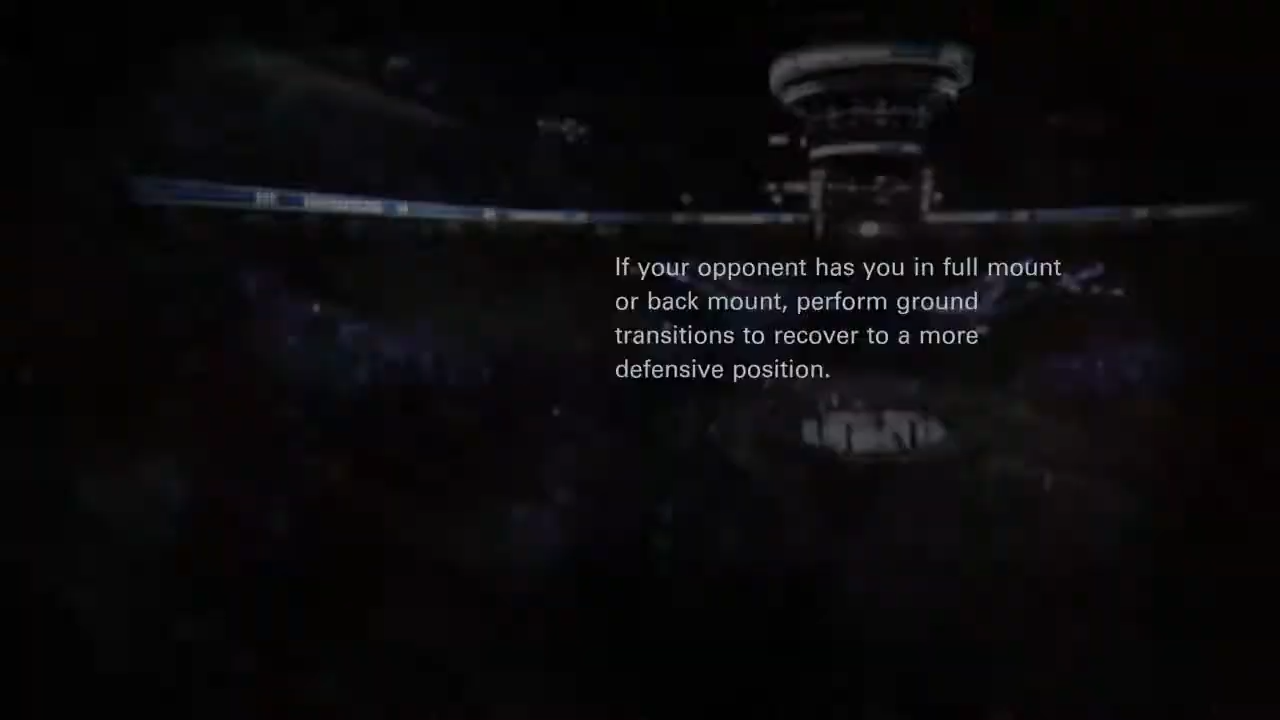 If your opponent has you in full mount
or back mount, perform ground
transitions to recover to a more
defensive position.